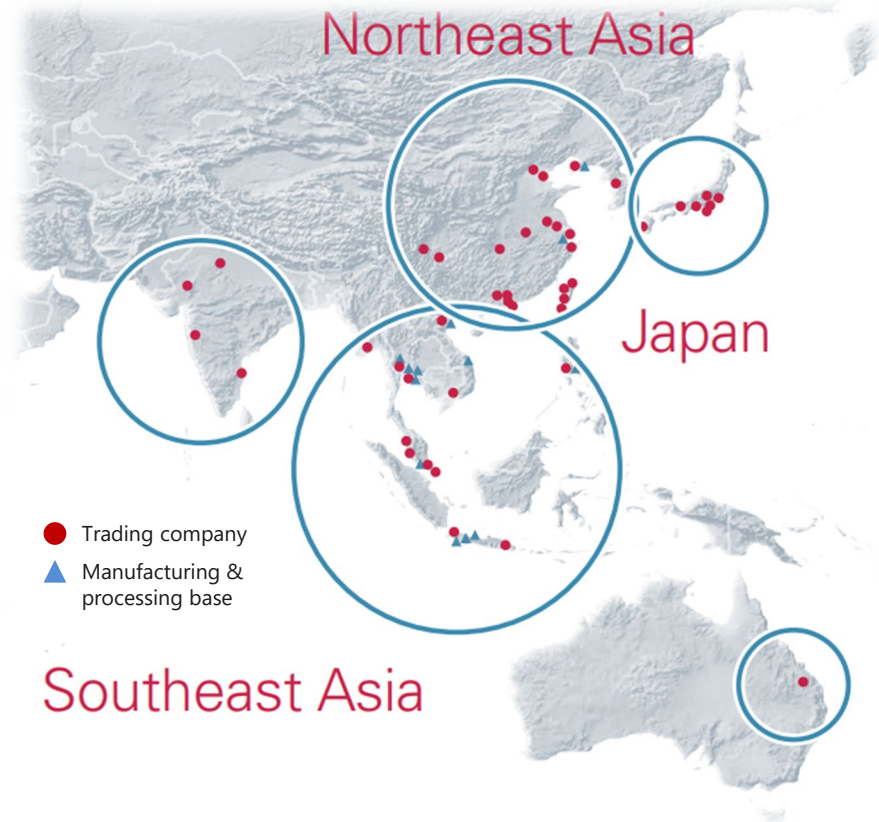 Northeast Asia
Japan
Trading company
Manufacturing &
processing base
Southeast Asia